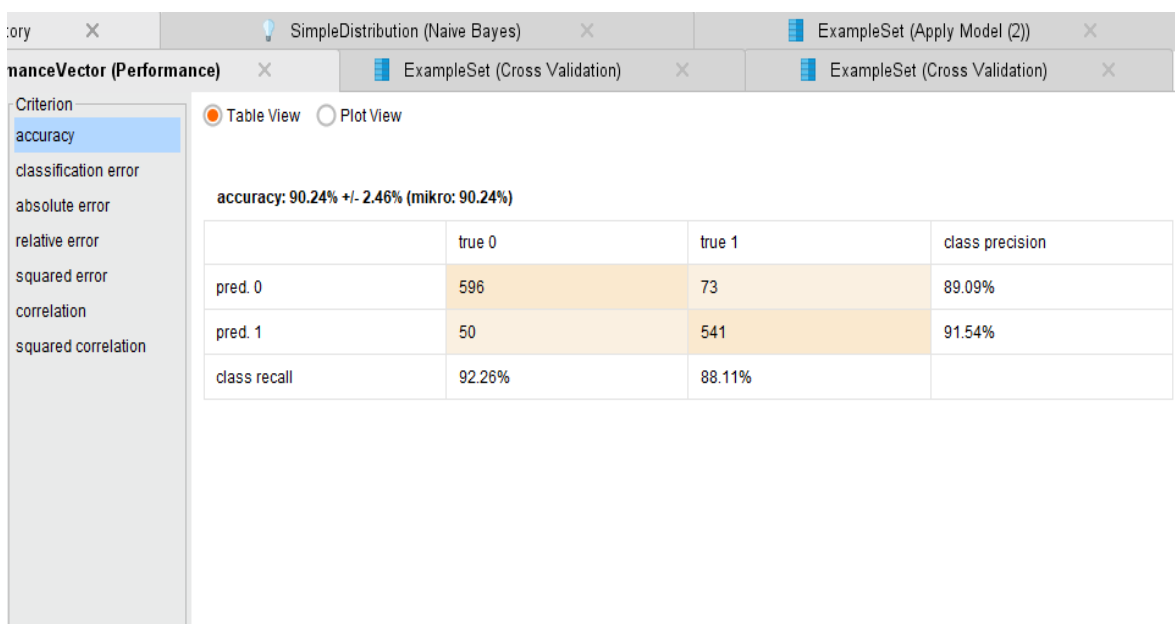 ory SimpleDistribution (Naive Bayes) ExampleSet (Apply Model (2))
manceVector (Performance) ExampleSet (Cross Validation) ExampleSet (Cross Validation)
Criterion
accuracy
classification error
absolute error
relative error
squared error
correlation
squared correlation
Table View Plot View
accuracy: 90.24% +/- 2.46% (mikro: 90.24%)
true 0 true 1 class precision
pred. 0 596 73 89.09%
pred. 1 50 541 91.54%
class recall 92.26% 88.11%